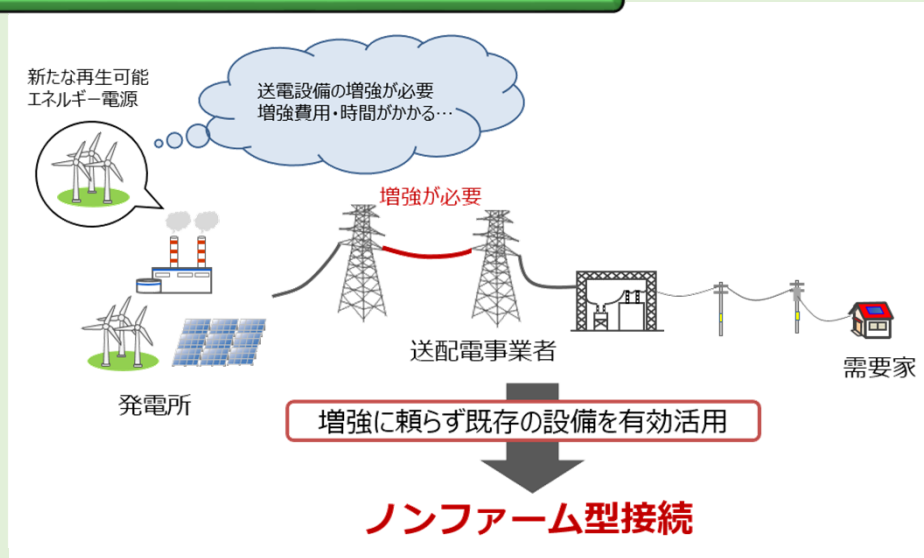 新たな再生可能
エネルギー電源
送電設備の増強が必要
増強費用・時間がかかる…
増強が必要
送配電事業者
需要家
発電所
増強に頼らず既存の設備を有効活用
ノンファーム型接続